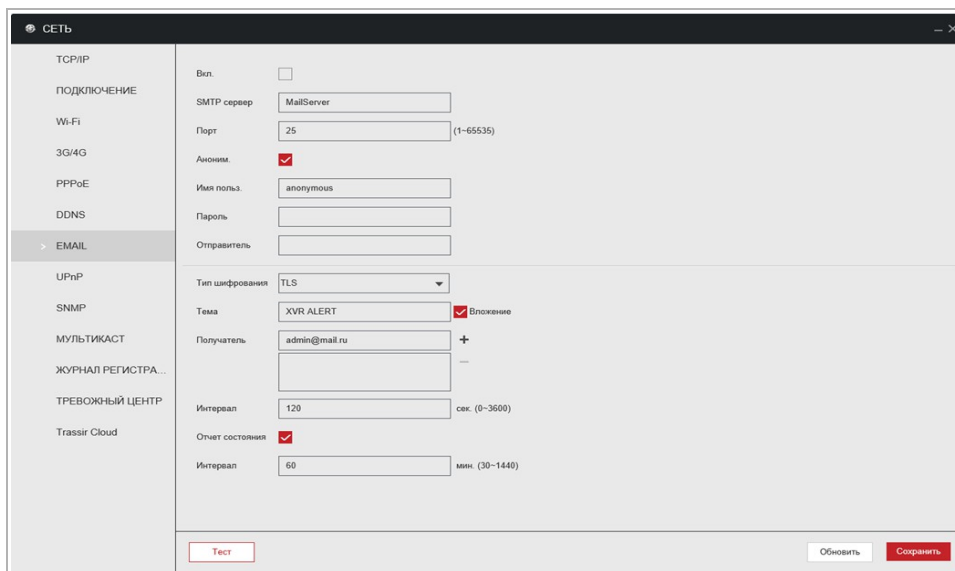 СЕТЬ
TCP/IP
ПОДКЛЮЧЕНИЕ
Wi-Fi
3G/4G
PPPoE
DDNS
EMAIL
UPnP
SNMP
МУЛЬТИКАСТ
ЖУРНАЛ РЕГИСТРА...
ТРЕВОЖНЫЙ ЦЕНТР
Trassir Cloud
Вкл.
SMTP сервер MailServer
Порт 25 (1~65535)
Аноним.
Имя польз. anonymous
Пароль
Отправитель
Тип шифрования TLS
Тема XVR ALERT Вложение
Получатель admin@mail.ru
Интервал 120 сек. (0~3600)
Отчет состояния
Интервал 60 мин. (30~1440)
Тест Обновить Сохранить